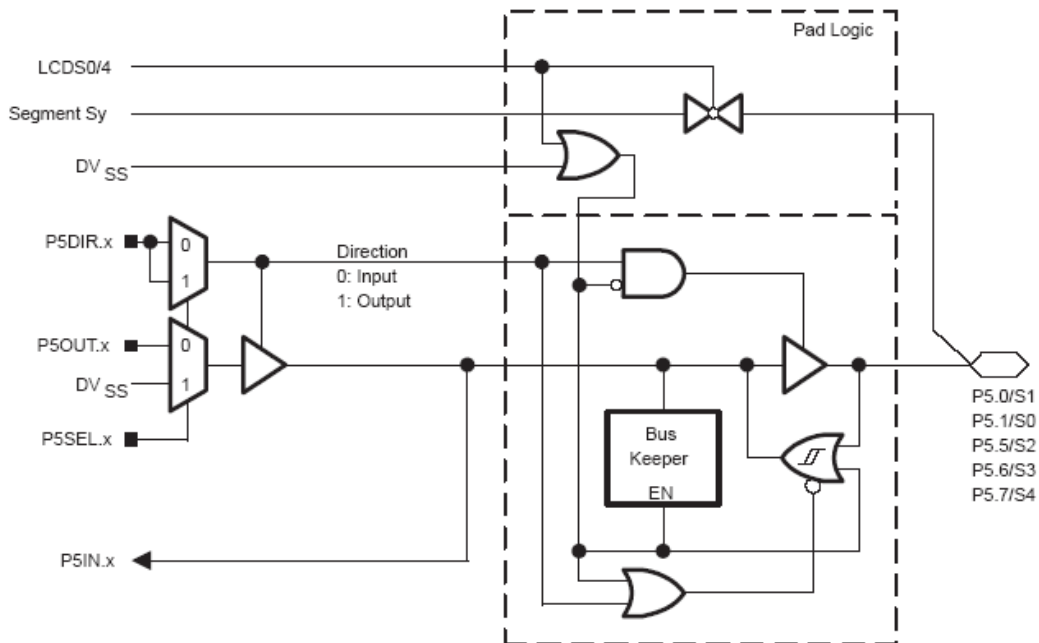 Pad Logic
LCDS0/4
Segment Sy
DVSS
P5DIR.x
0
1
Direction
0: Input
1: Output
P5OUT.x
0
DVSS
1
P5SEL.x
Bus
Keeper
EN
P5.0/S1
P5.1/S0
P5.5/S2
P5.6/S3
P5.7/S4
P5IN.x